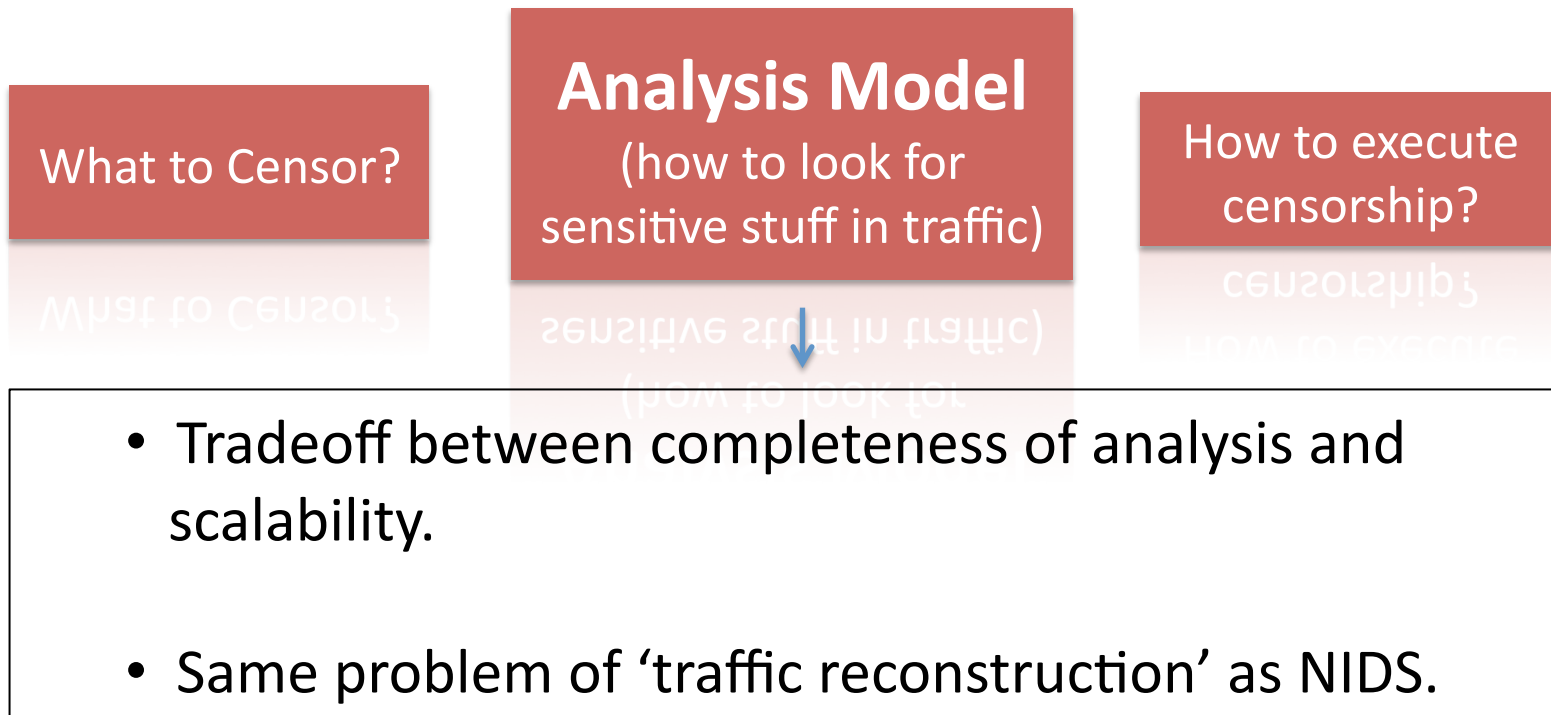 What to Censor?
Analysis Model
(how to look for
sensitive stuff in traffic)
How to execute
censorship?
• Tradeoff between completeness of analysis and
scalability.
• Same problem of ‘traffic reconstruction’ as NIDS.